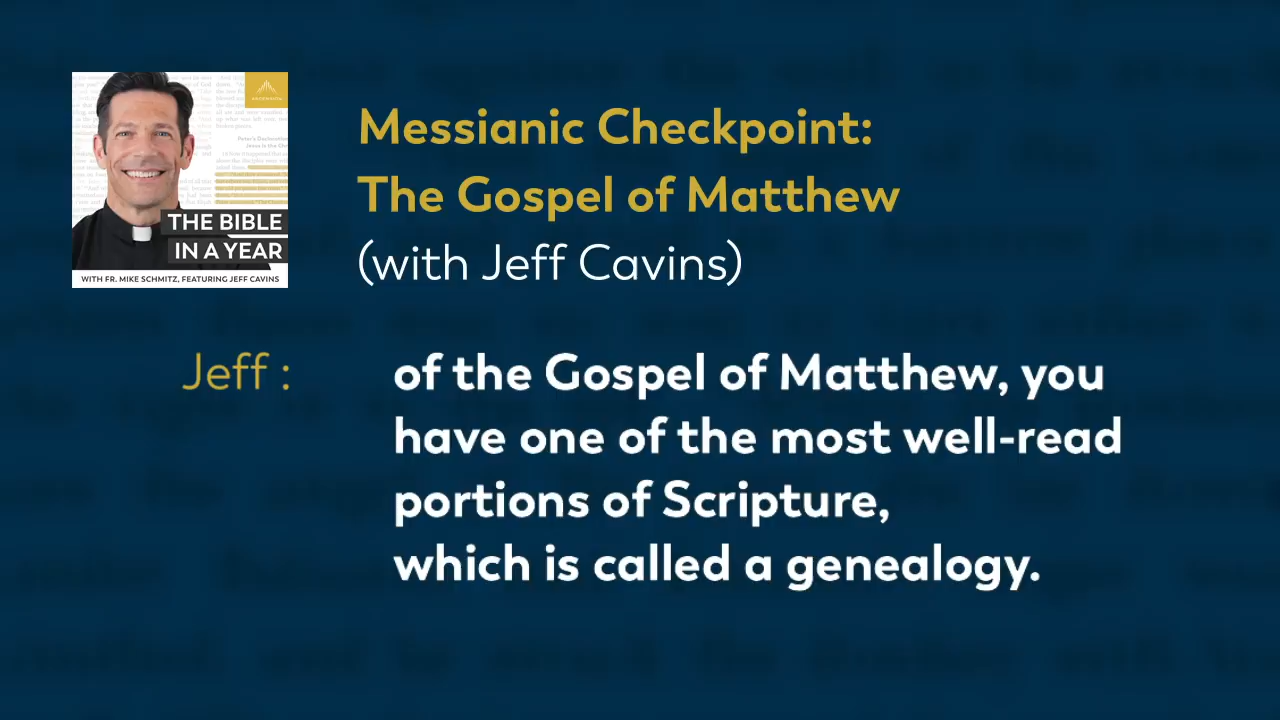 Messianic Checkpoint:
The Gospel of Matthew
(with Jeff Cavins)
THE BIBLE
IN A YEAR
WITH FR. MIKE SCHMITZ, FEATURING JEFF CAVINS
Jeff :
of the Gospel of Matthew, you
have one of the most well-read
portions of Scripture,
which is called a genealogy.